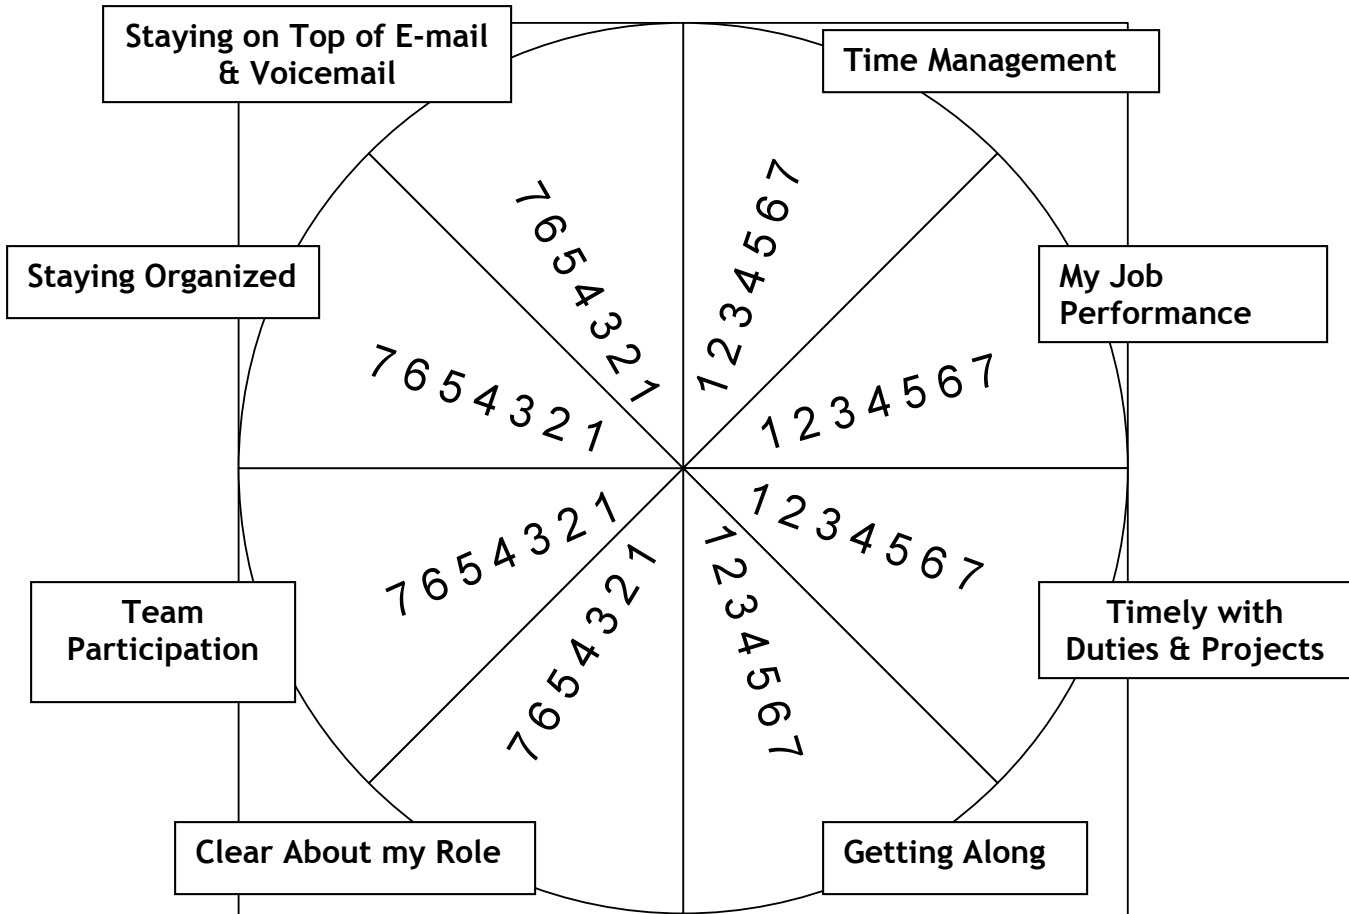 Staying on Top of E-mail
& Voicemail
Time Management
7 6 5 4 3 2 1
1 2 3 4 5 6 7
Staying Organized
My Job
Performance
7 6 5 4 3 2 1
1 2 3 4 5 6 7
7 6 5 4 3 2 1
1 2 3 4 5 6 7
Team
Participation
Timely with
Duties & Projects
7 6 5 4 3 2 1
1 2 3 4 5 6 7
Clear About my Role
Getting Along